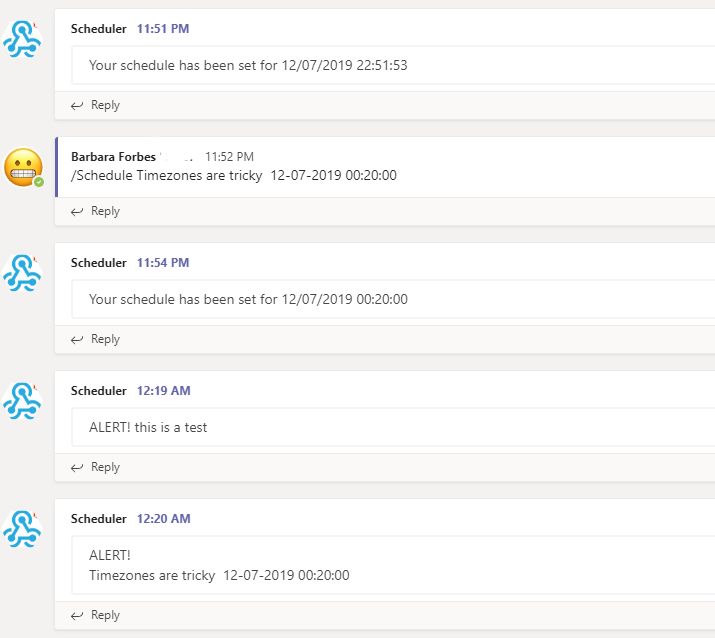 Scheduler 11:51 PM
Your schedule has been set for 12/07/2019 22:51:53
Reply
Barbara Forbes 11:52 PM
/Schedule Timezones are tricky  12-07-2019 00:20:00
Reply
Scheduler 11:54 PM
Your schedule has been set for 12/07/2019 00:20:00
Reply
Scheduler 12:19 AM
ALERT! this is a test
Reply
Scheduler 12:20 AM
ALERT!
Timezones are tricky  12-07-2019 00:20:00
Reply